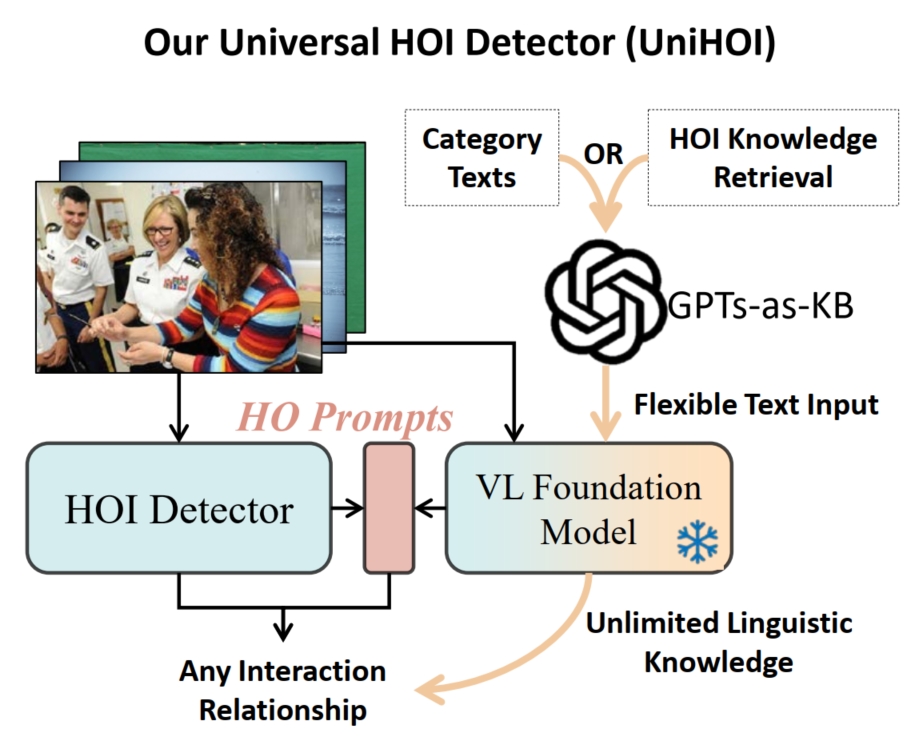 Our Universal HOI Detector (UniHOI)
Category
Texts
OR
HOI Knowledge
Retrieval
GPTs-as-KB
Flexible Text Input
HO Prompts
HOI Detector
VL Foundation
Model
Unlimited Linguistic
Knowledge
Any Interaction
Relationship